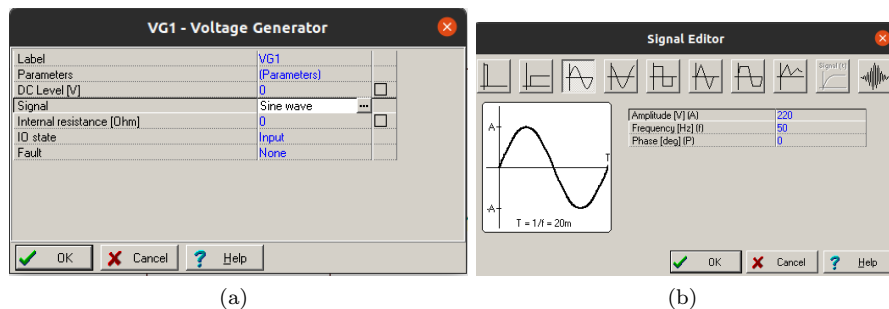 VG1 - Voltage Generator
Label VG1
Parameters (Parameters)
DC Level [V] 0
Signal Sine wave ...
Internal resistance [Ohm] 0
IO state Input
Fault None
OK Cancel ? Help
(a)
Signal Editor
Signal (t)
Amplitude [V] (A) 220
Frequency [Hz] (f) 50
Phase [deg] (P) 0
A
T
-A
T = 1/f = 20m
OK Cancel ? Help
(b)